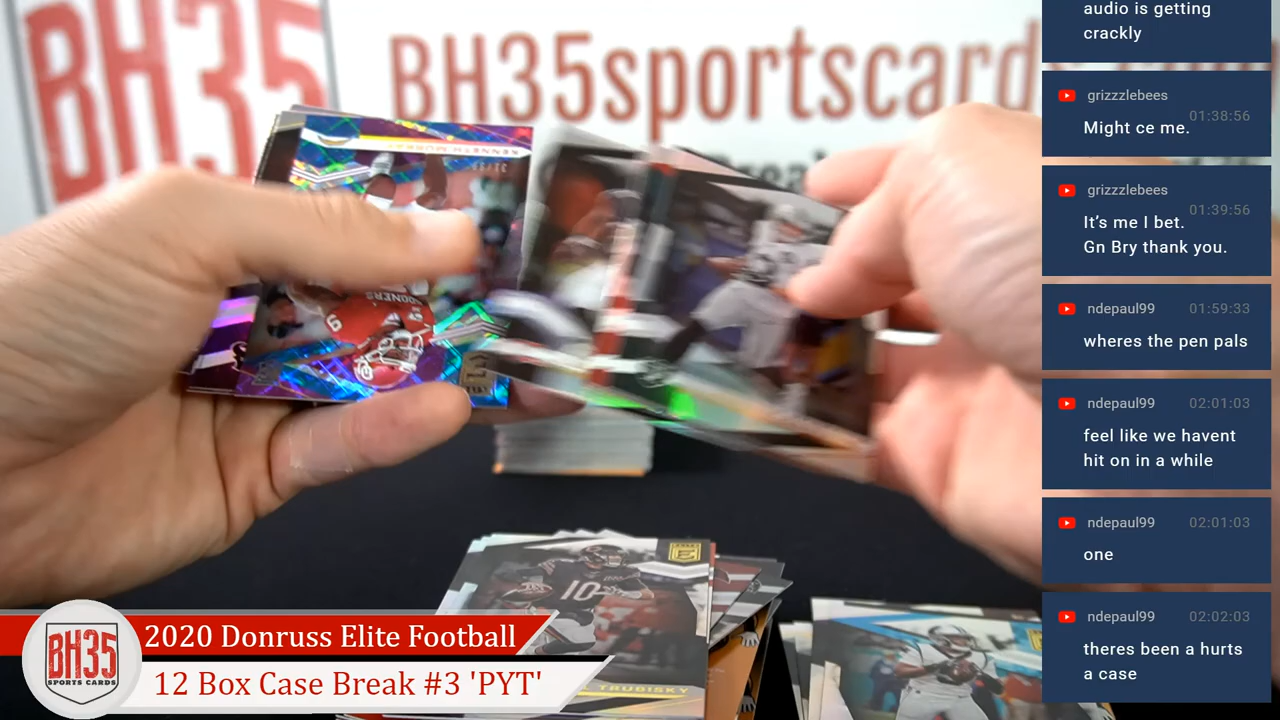 BH35
BH35sportscard
KENNETH MURRAY
10
TRUBISKY
BH35
SPORTS CARDS
2020 Donruss Elite Football
12 Box Case Break #3 'PYT'
audio is getting
crackly
grizzzlebees
01:38:56
Might ce me.
grizzzlebees
01:39:56
It's me I bet.
Gn Bry thank you.
ndepaul99 01:59:33
wheres the pen pals
ndepaul99 02:01:03
feel like we havent
hit on in a while
ndepaul99 02:01:03
one
ndepaul99 02:02:03
theres been a hurts
a case